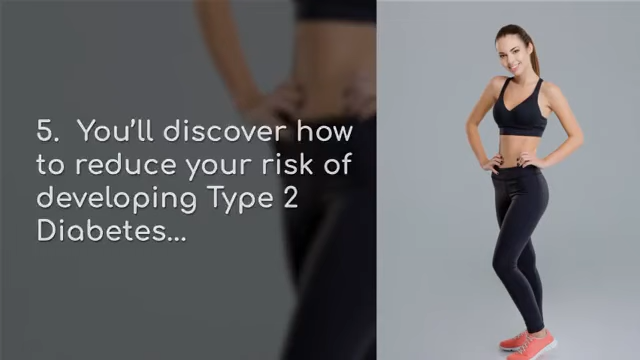 5.  You’ll discover how
to reduce your risk of
developing Type 2
Diabetes...